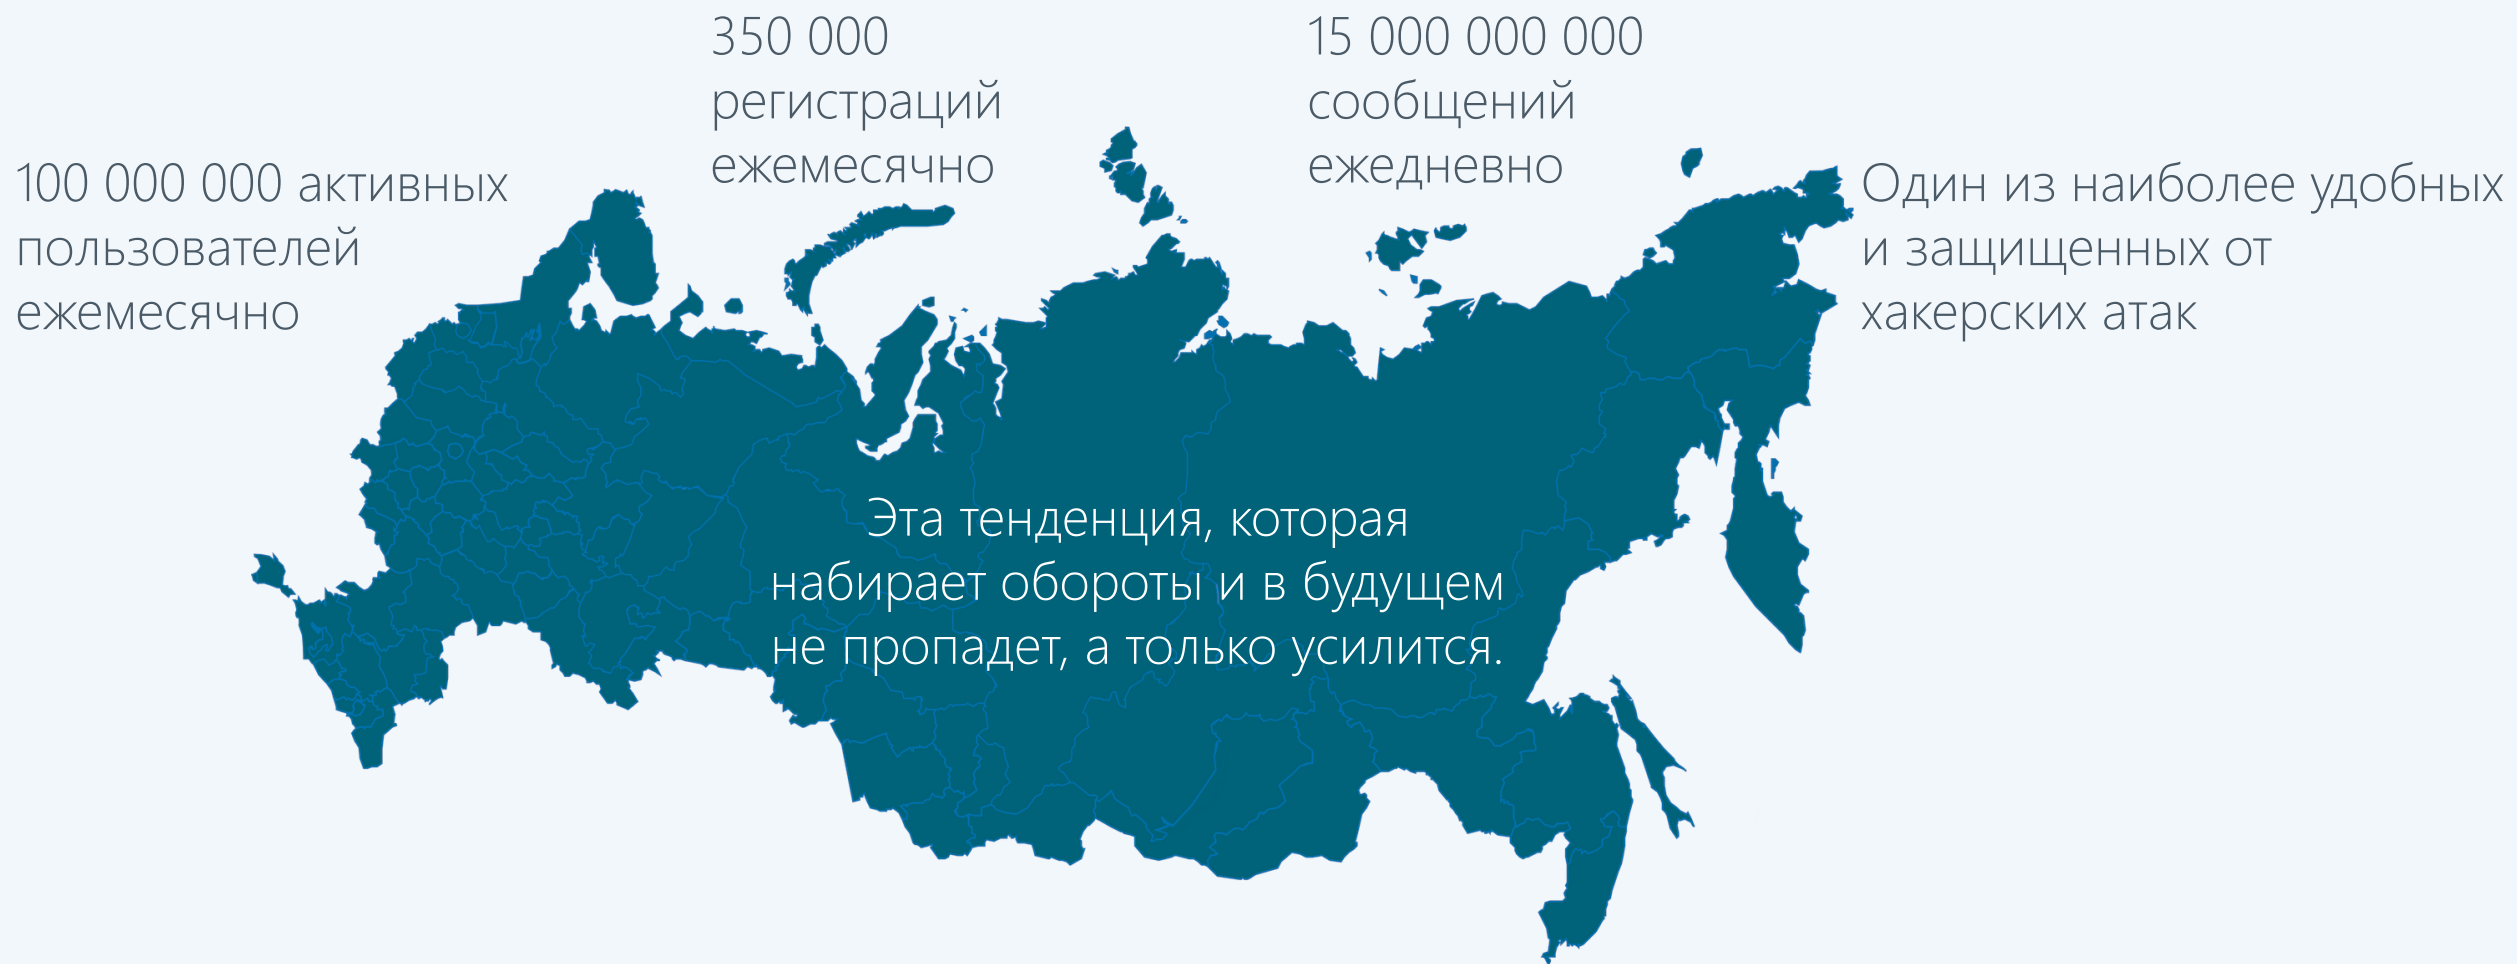 350 000
регистраций
ежемесячно
15 000 000 000
сообщений
ежедневно
100 000 000 активных
пользователей
ежемесячно
Один из наиболее удобных
и защищенных от
хакерских атак
Эта тенденция, которая
набирает обороты и в будущем
не пропадет, а только усилится.